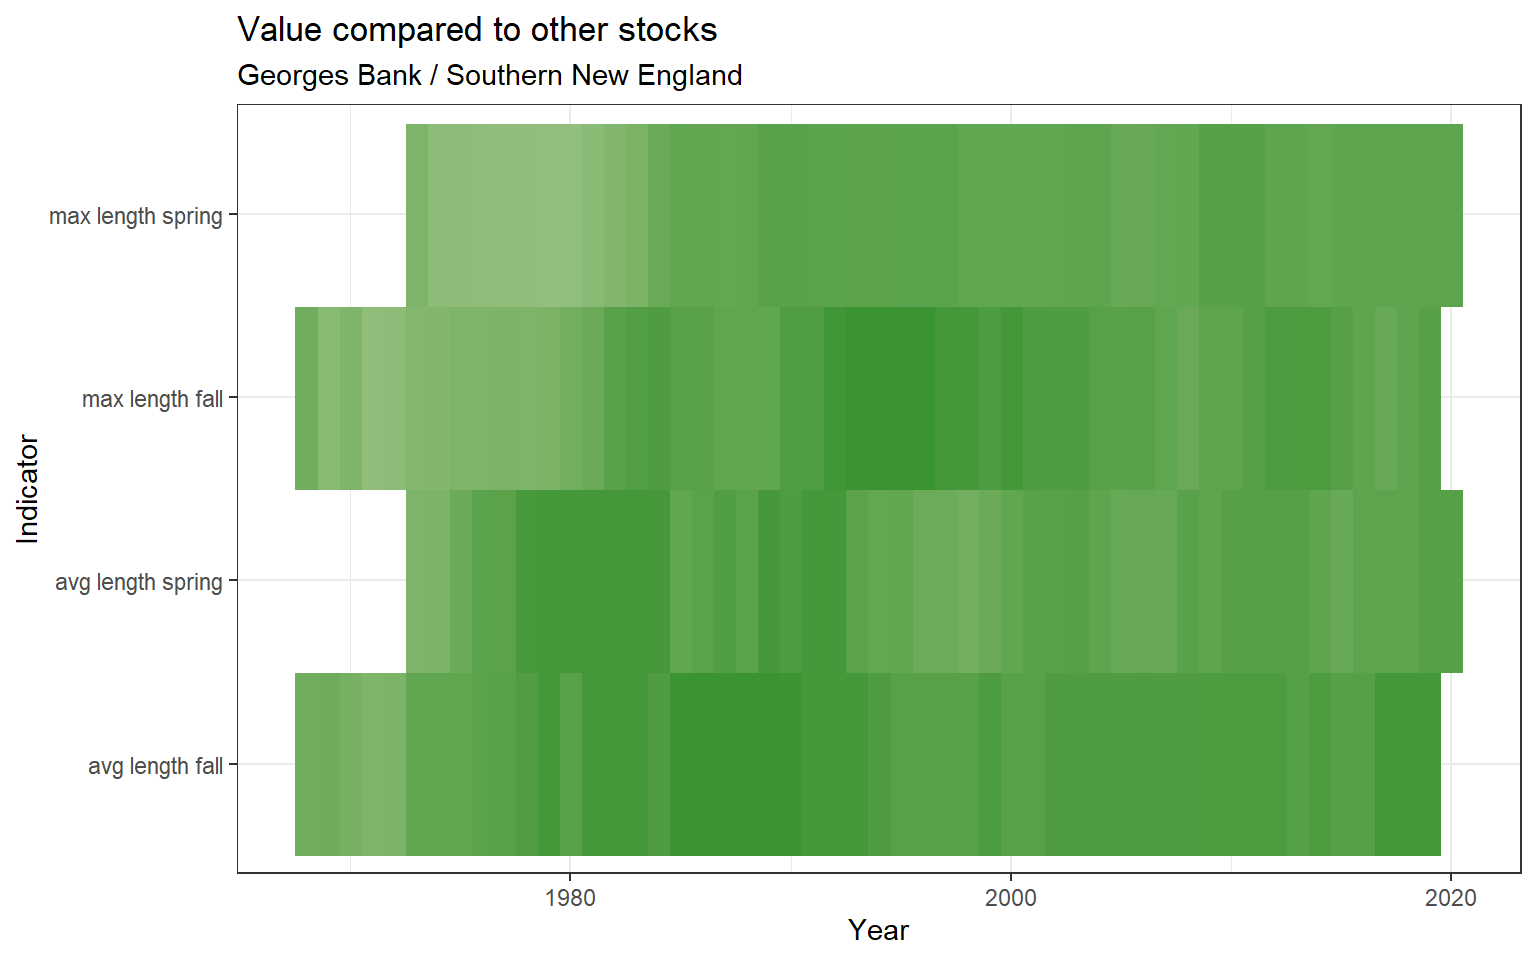 Value compared to other stocks
Georges Bank / Southern New England
Indicator
max length spring
max length fall
avg length spring
avg length fall
1980
2000
2020
Year